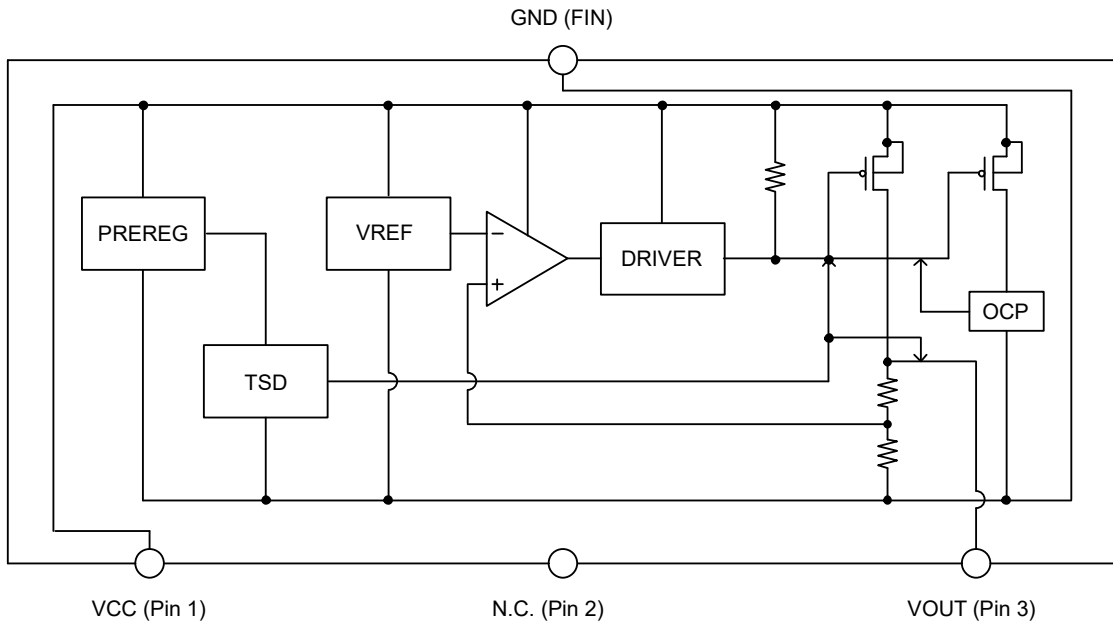 GND (FIN)
PREREG
VREF
−
+
DRIVER
OCP
TSD
VCC (Pin 1)
N.C. (Pin 2)
VOUT (Pin 3)